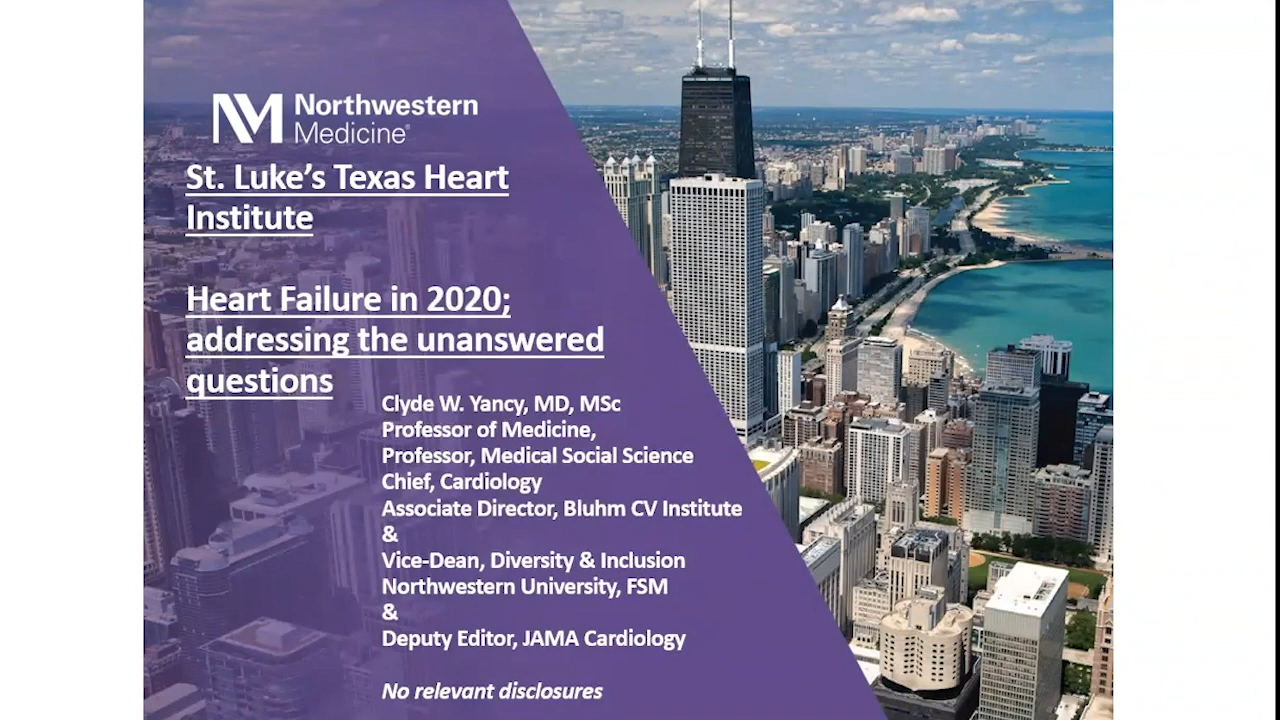 Northwestern
Medicine®
St. Luke's Texas Heart
Institute
Heart Failure in 2020;
addressing the unanswered
questions
Clyde W. Yancy, MD, MSc
Professor of Medicine,
Professor, Medical Social Science
Chief, Cardiology
Associate Director, Bluhm CV Institute
&
Vice-Dean, Diversity & Inclusion
Northwestern University, FSM
&
Deputy Editor, JAMA Cardiology
No relevant disclosures